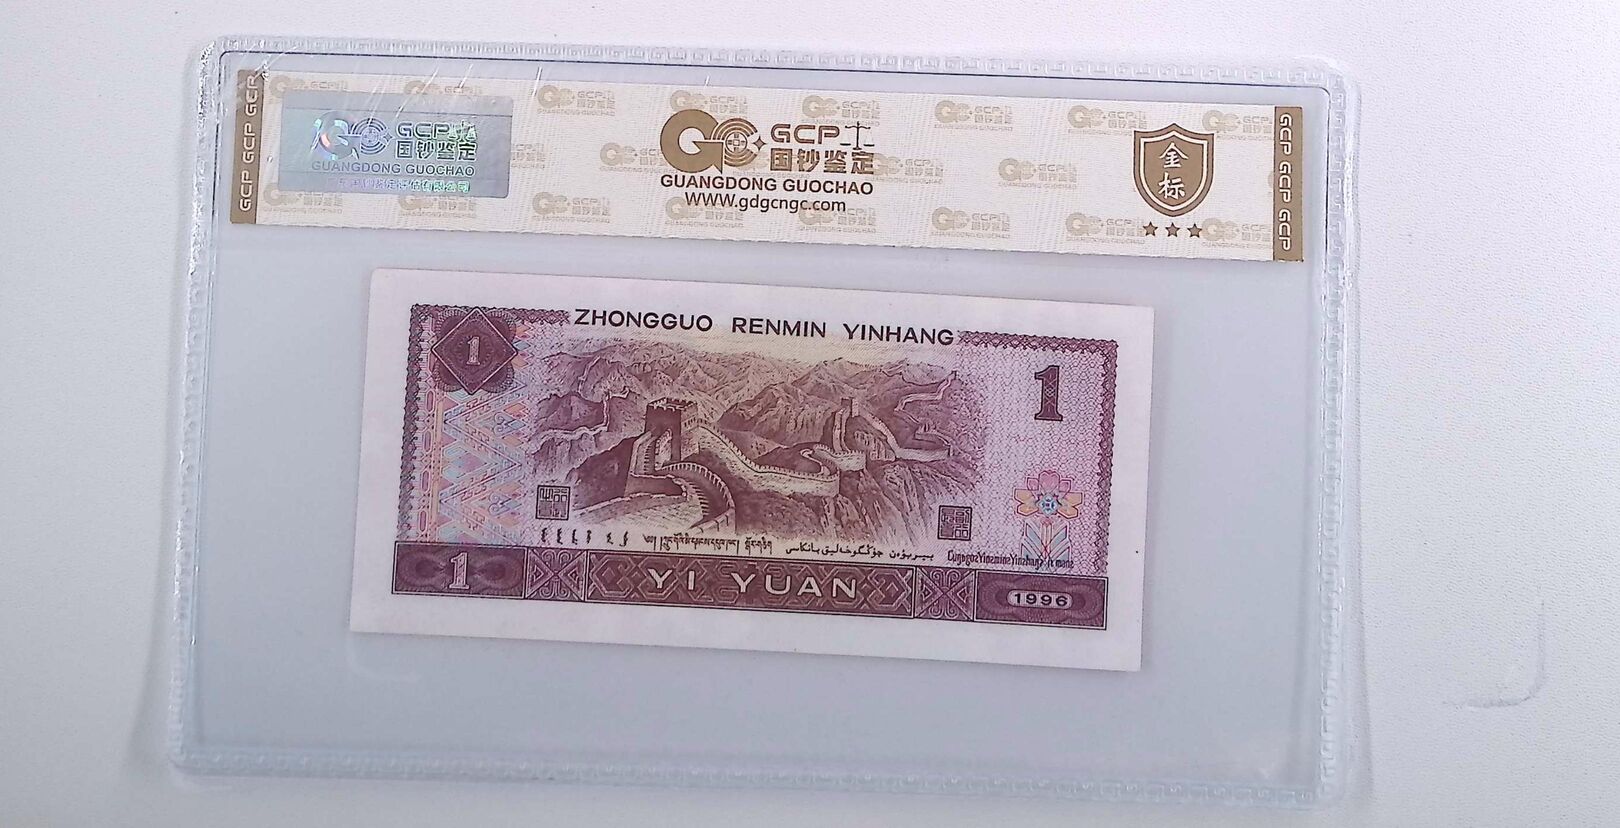 GCP GCP GCP
GCP
国钞鉴定
GUANGDONG GUOCHAO
GCP
国钞鉴定
GUANGDONG GUOCHAO
www.gdgcngc.com
金标
GCP GCP GCP
ZHONGGUO RENMIN YINHANG
1
1
1
YI YUAN
1996